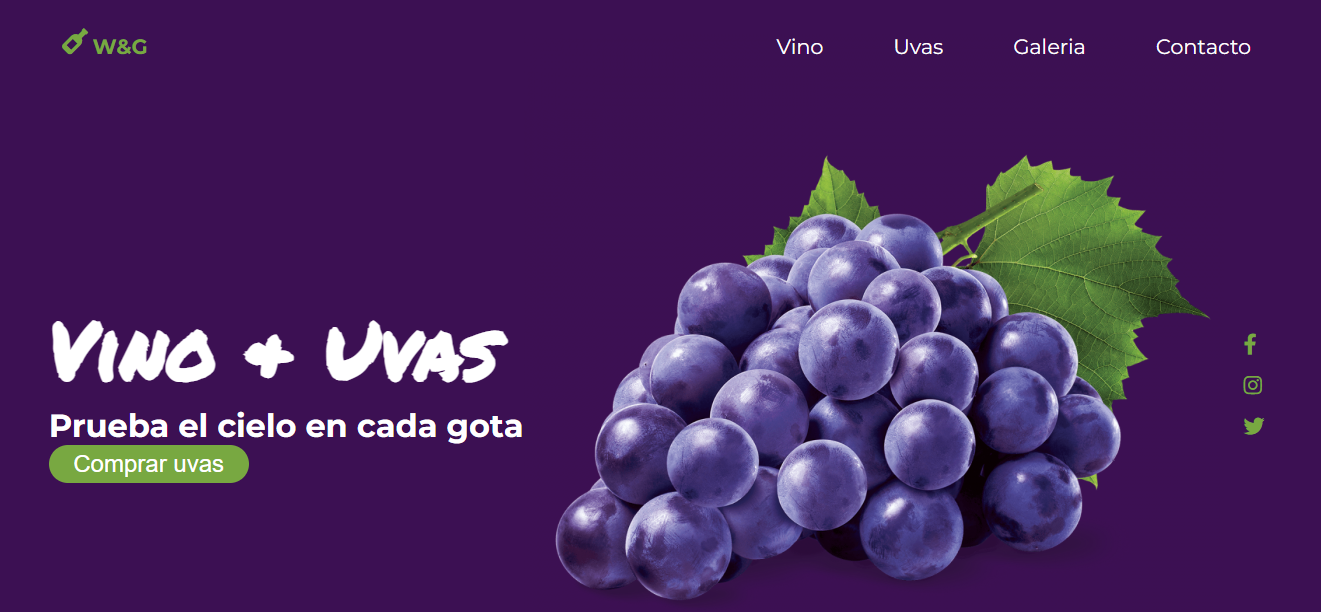 W&G
Vino
Uvas
Galeria
Contacto
Vino & Uvas
Prueba el cielo en cada gota
Comprar uvas